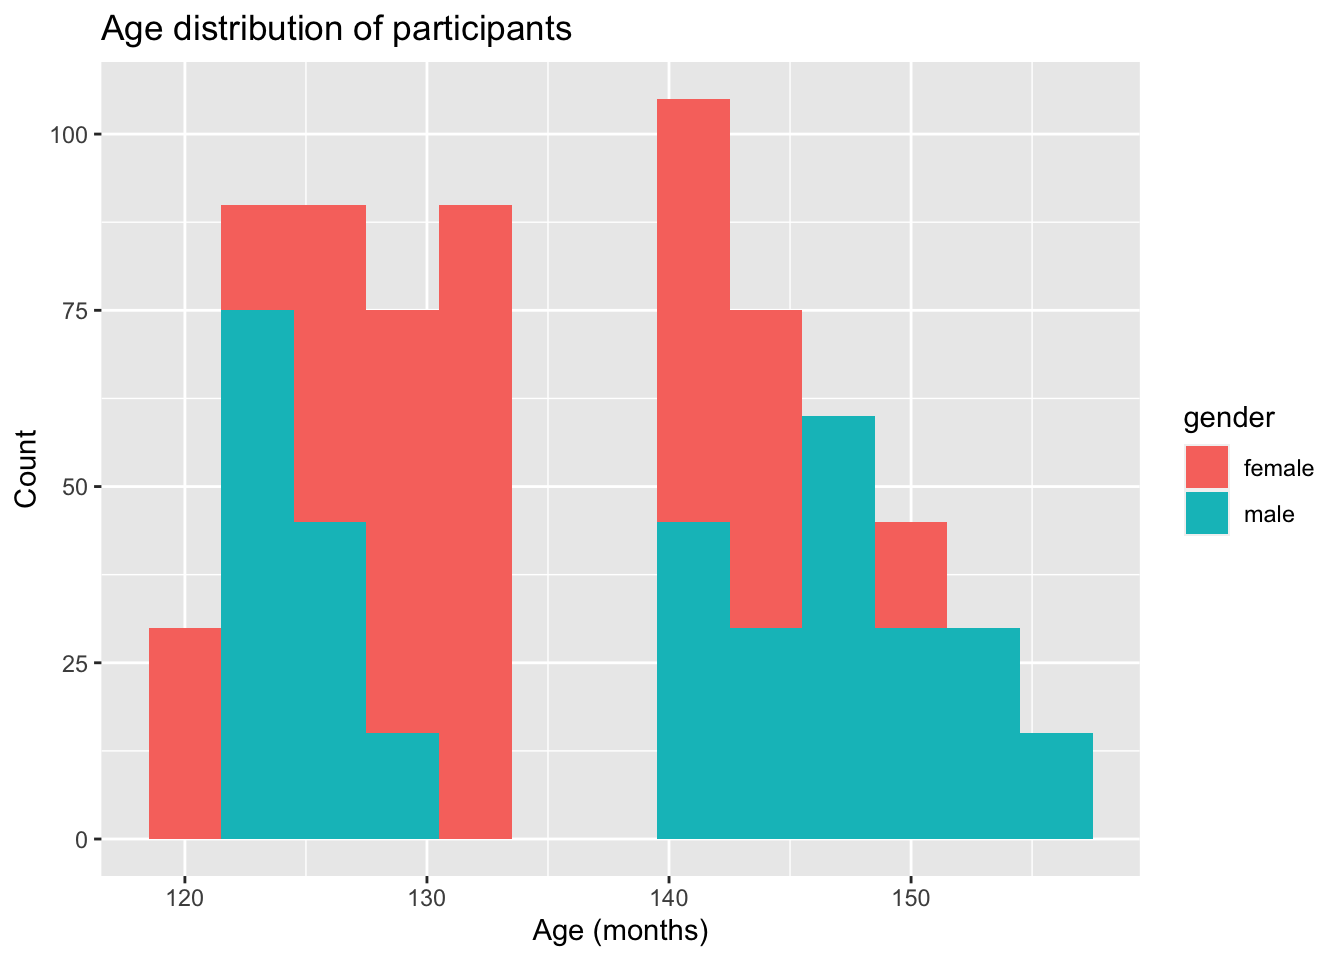 Age distribution of participants
100
75
50
25
0
Count
120 130 140 150
Age (months)
gender
female
male